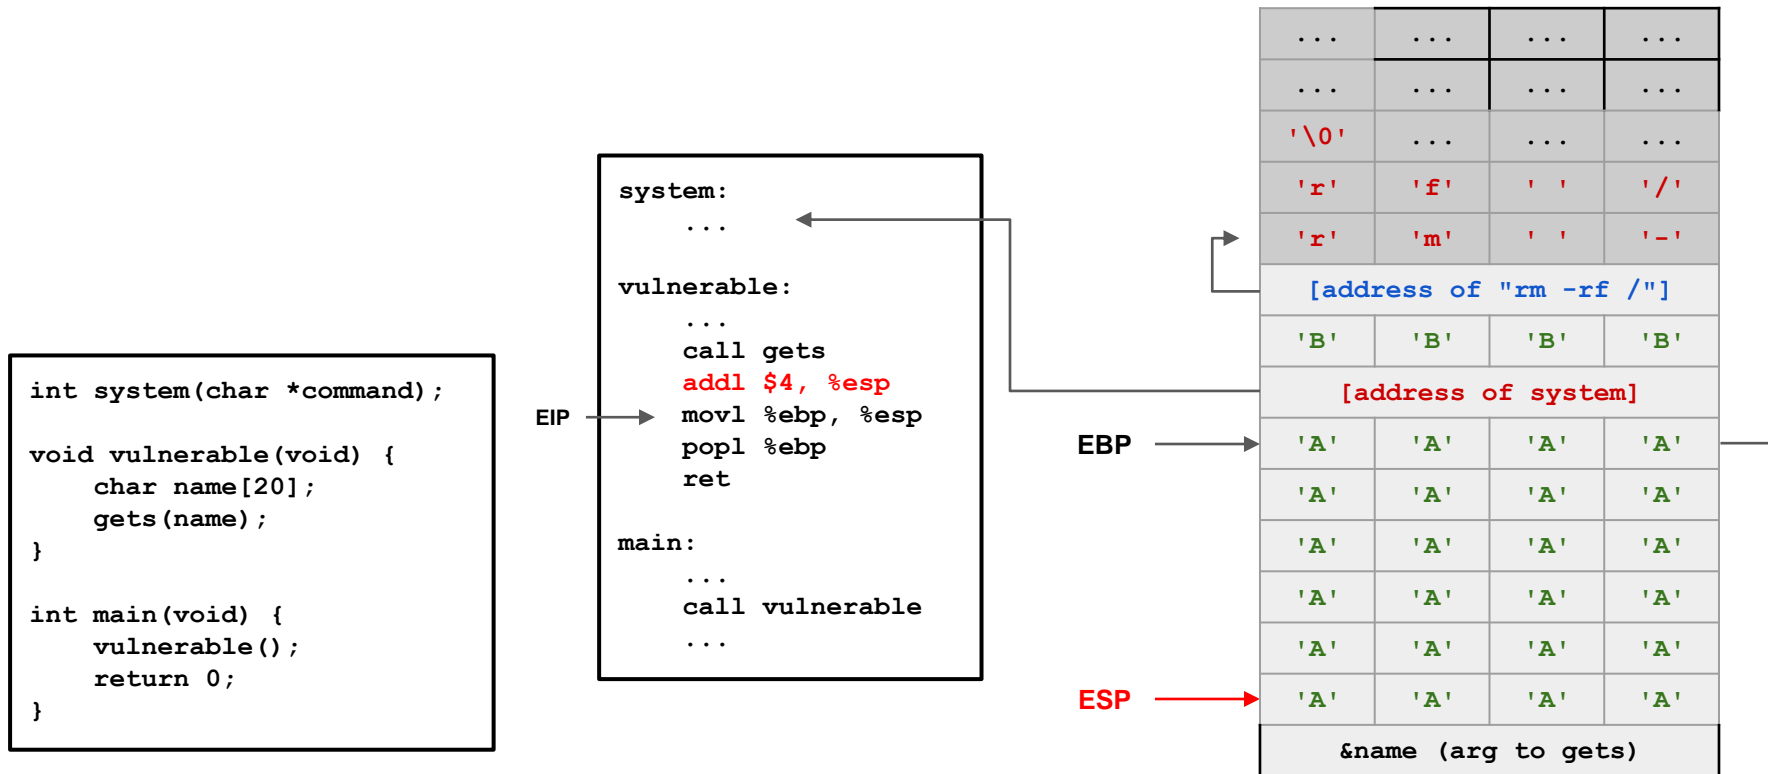 int system(char *command);
void vulnerable(void) {
    char name[20];
    gets(name);
}
int main(void) {
    vulnerable();
    return 0;
}
EIP
system:
    ...
vulnerable:
    ...
    call gets
    addl $4, %esp
    movl %ebp, %esp
    popl %ebp
    ret
main:
    ...
    call vulnerable
    ...
EBP
ESP
... ... ... ...
... ... ... ...
'\0' ... ... ...
'r' 'f' ' ' '/'
'r' 'm' ' ' '-'
[address of "rm -rf /"]
'B' 'B' 'B' 'B'
[address of system]
'A' 'A' 'A' 'A'
'A' 'A' 'A' 'A'
'A' 'A' 'A' 'A'
'A' 'A' 'A' 'A'
'A' 'A' 'A' 'A'
'A' 'A' 'A' 'A'
&name (arg to gets)